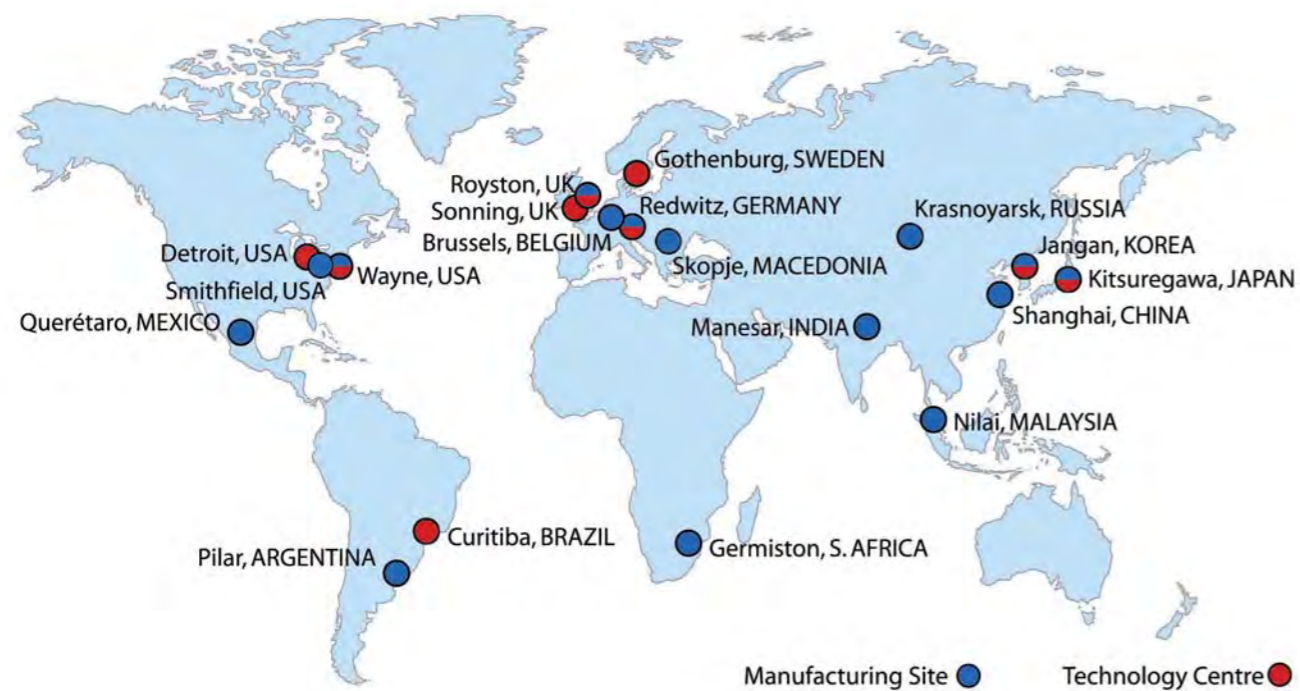 Gothenburg, SWEDEN
Royston, UK
Sonning, UK
Redwitz, GERMANY
Brussels, BELGIUM
Skopje, MACEDONIA
Krasnoyarsk, RUSSIA
Jangan, KOREA
Kitsuregawa, JAPAN
Shanghai, CHINA
Detroit, USA
Wayne, USA
Smithfield, USA
Querétaro, MEXICO
Manesar, INDIA
Nilai, MALAYSIA
Curitiba, BRAZIL
Pilar, ARGENTINA
Germiston, S. AFRICA
Manufacturing Site
Technology Centre